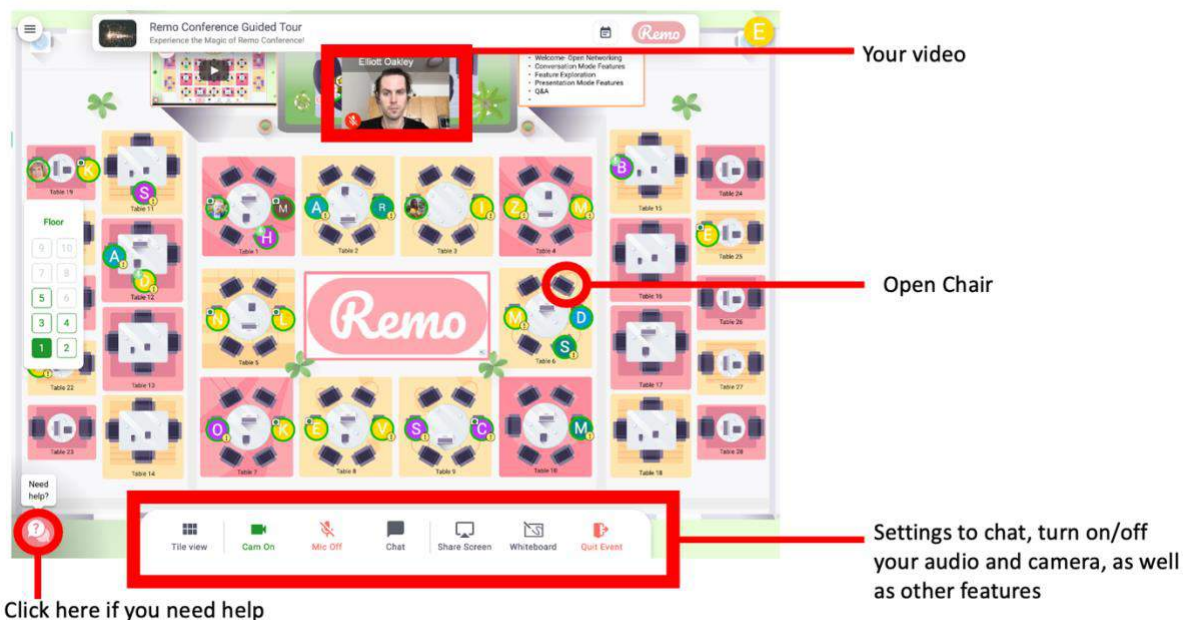 Remo Conference Guided Tour
Experience the Magic of Remo Conference!
Remo
E
Your video
Elliott Oakley
• Welcome- Open Networking
• Conversation Mode Features
• Feature Exploration
• Presentation Mode Features
• Q&A
K
Table 19
S
Table 11
M
H
Table 1
A
R
Table 2
I
Table 3
Z
M
Table 4
B
Table 15
Table 24
Floor
9 10
7 8
5 6
3 4
1 2
A
D
Table 12
E
Table 25
Open Chair
N
L
Table 5
Remo
M
D
S
Table 6
Table 16
Table 26
Table 22
Table 13
Table 17
Table 27
O
K
Table 7
E
V
Table 8
S
C
Table 9
M
Table 10
Table 23
Table 14
Table 18
Table 28
Need
help?
?
Tile view
Cam On
Mic Off
Chat
Share Screen
Whiteboard
Quit Event
Settings to chat, turn on/off
your audio and camera, as well
as other features
Click here if you need help